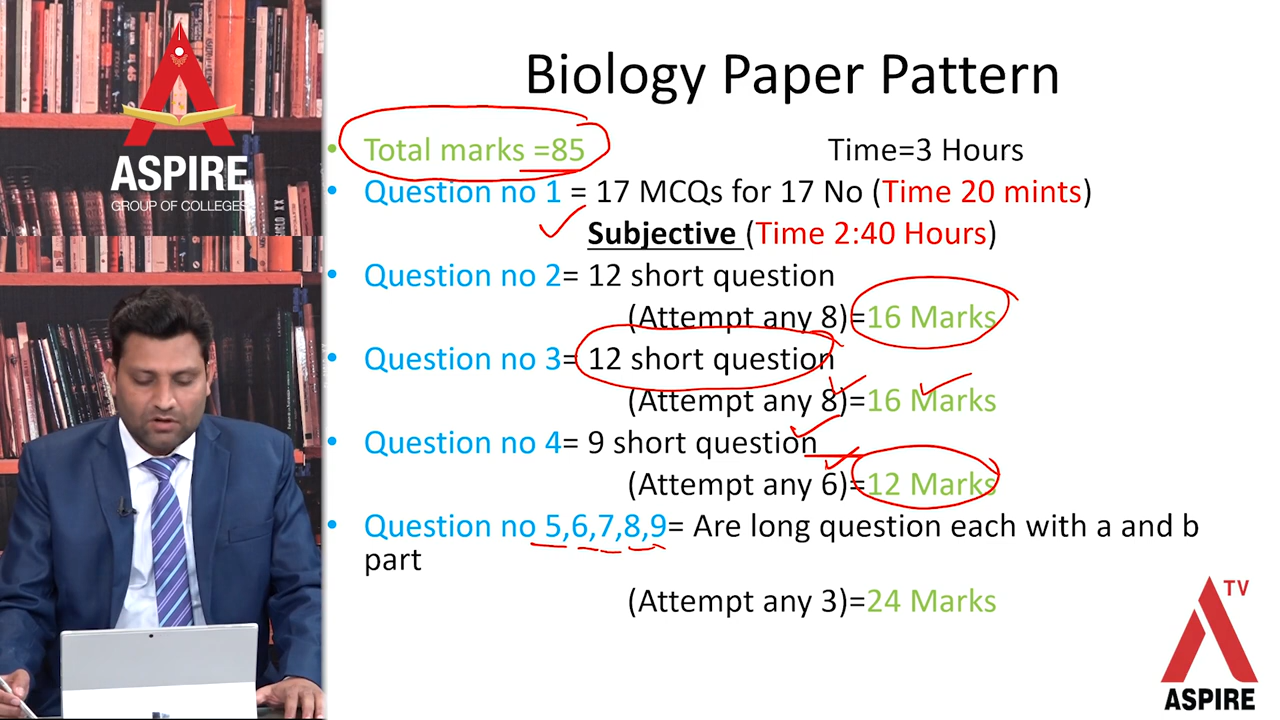 ASPIRE
GROUP OF COLLEGES
Biology Paper Pattern
• Total marks =85 Time=3 Hours
• Question no 1 = 17 MCQs for 17 No (Time 20 mints)
Subjective (Time 2:40 Hours)
• Question no 2= 12 short question
(Attempt any 8)=16 Marks
• Question no 3= 12 short question
(Attempt any 8)=16 Marks
• Question no 4= 9 short question
(Attempt any 6)=12 Marks
• Question no 5,6,7,8,9= Are long question each with a and b
part
(Attempt any 3)=24 Marks
TV
ASPIRE